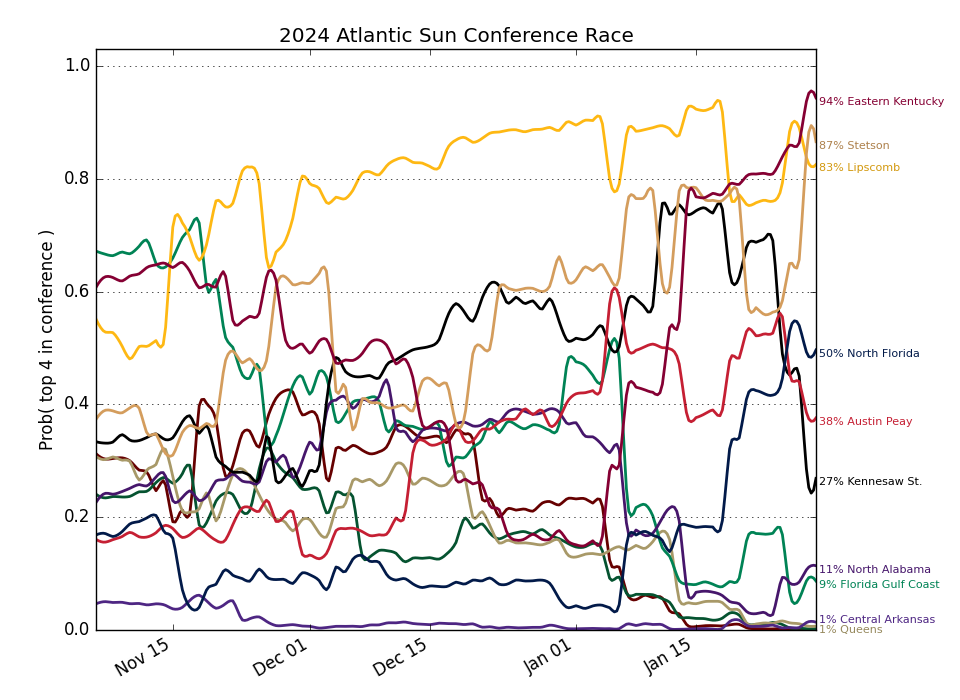 2024 Atlantic Sun Conference Race
Prob( top 4 in conference )
1.0
0.8
0.6
0.4
0.2
0.0
Nov 15
Dec 01
Dec 15
Jan 01
Jan 15
94% Eastern Kentucky
87% Stetson
83% Lipscomb
50% North Florida
38% Austin Peay
27% Kennesaw St.
11% North Alabama
9% Florida Gulf Coast
1% Central Arkansas
1% Queens